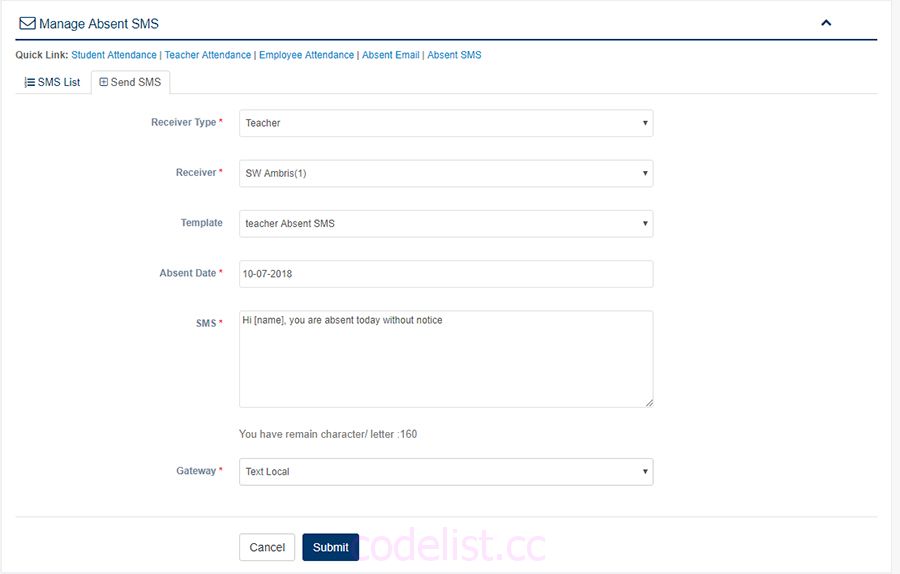 Manage Absent SMS
Quick Link: Student Attendance | Teacher Attendance | Employee Attendance | Absent Email | Absent SMS
SMS List Send SMS
Receiver Type * Teacher
Receiver * SW Ambris(1)
Template teacher Absent SMS
Absent Date * 10-07-2018
SMS * Hi [name], you are absent today without notice
You have remain character/ letter :160
Gateway * Text Local
Cancel Submit codelist.cc